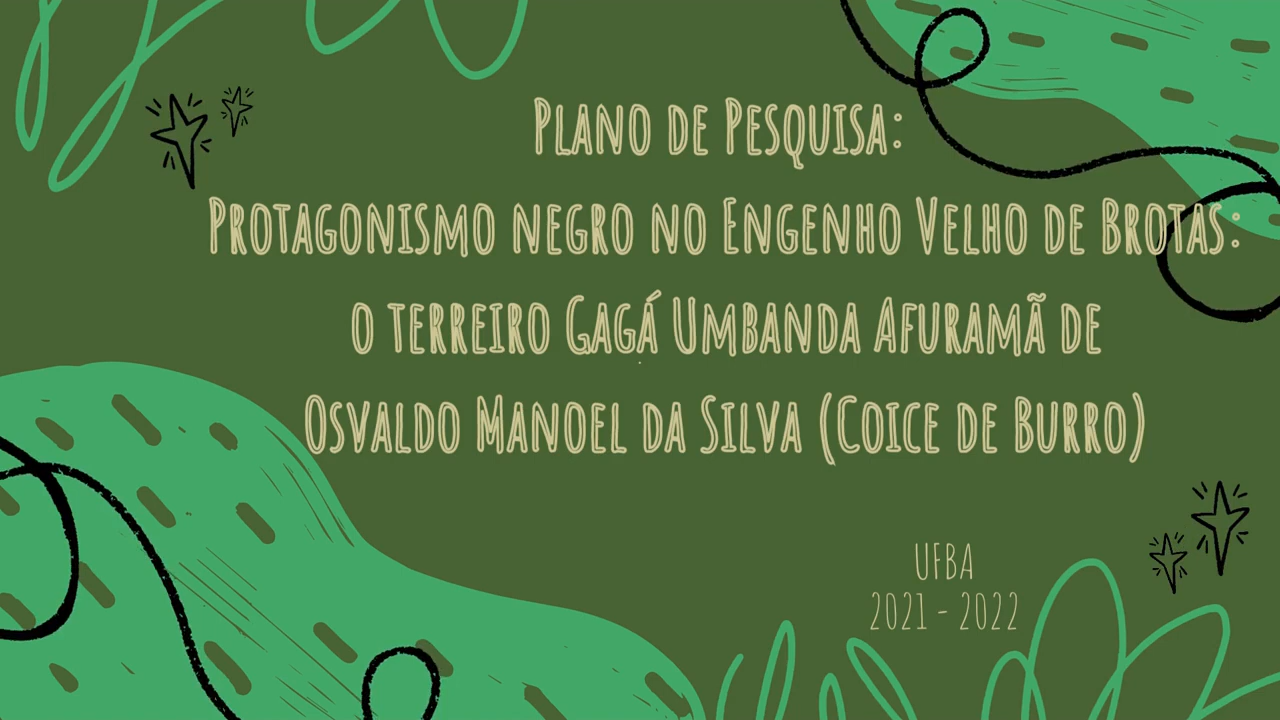 Plano de Pesquisa:
Protagonismo negro no Engenho Velho de Brotas:
o terreiro Gagá Umbanda Afuramã de
Osvaldo Manoel da Silva (Coice de Burro)
UFBA
2021 - 2022